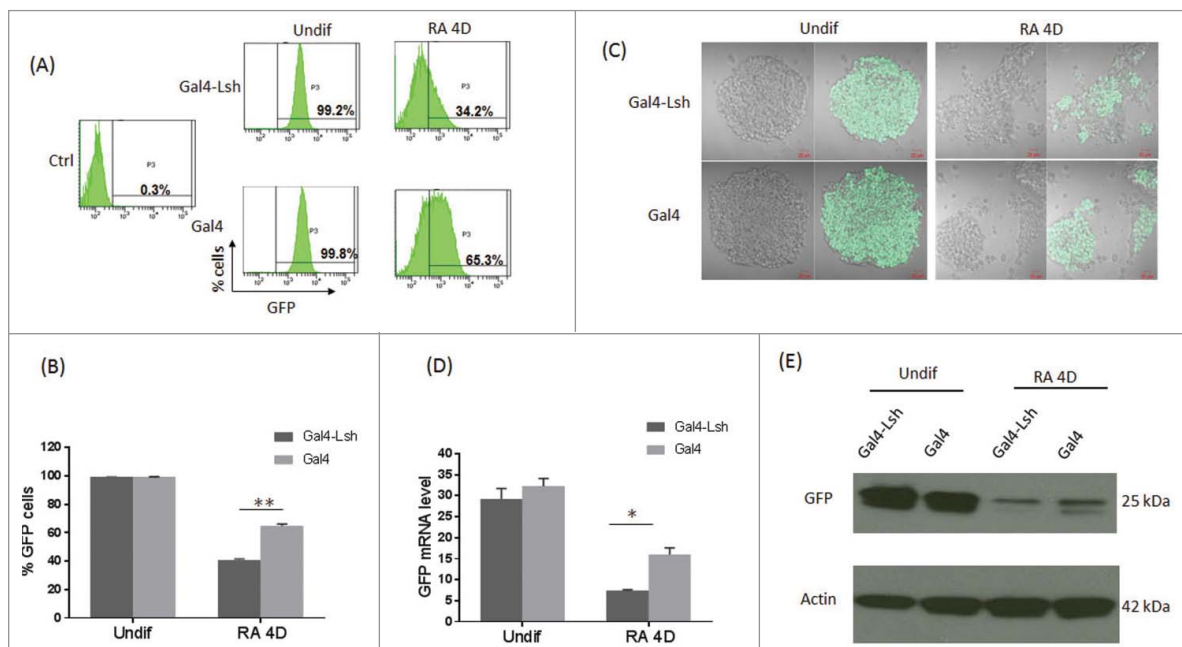 (A)
Undif
RA 4D
Gal4-Lsh
P3
99.2%
34.2%
Ctrl
P3
0.3%
Gal4
P3
99.8%
P3
65.3%
% cells
GFP
(C)
Undif
RA 4D
Gal4-Lsh
Gal4
(B)
Gal4-Lsh
Gal4
% GFP cells
120
100
80
60
40
20
0
**
Undif
RA 4D
(D)
Gal4-Lsh
Gal4
GFP mRNA level
40
35
30
25
20
15
10
5
0
*
Undif
RA 4D
(E)
Undif
RA 4D
Gal4-Lsh
Gal4
Gal4-Lsh
Gal4
GFP
25 kDa
Actin
42 kDa